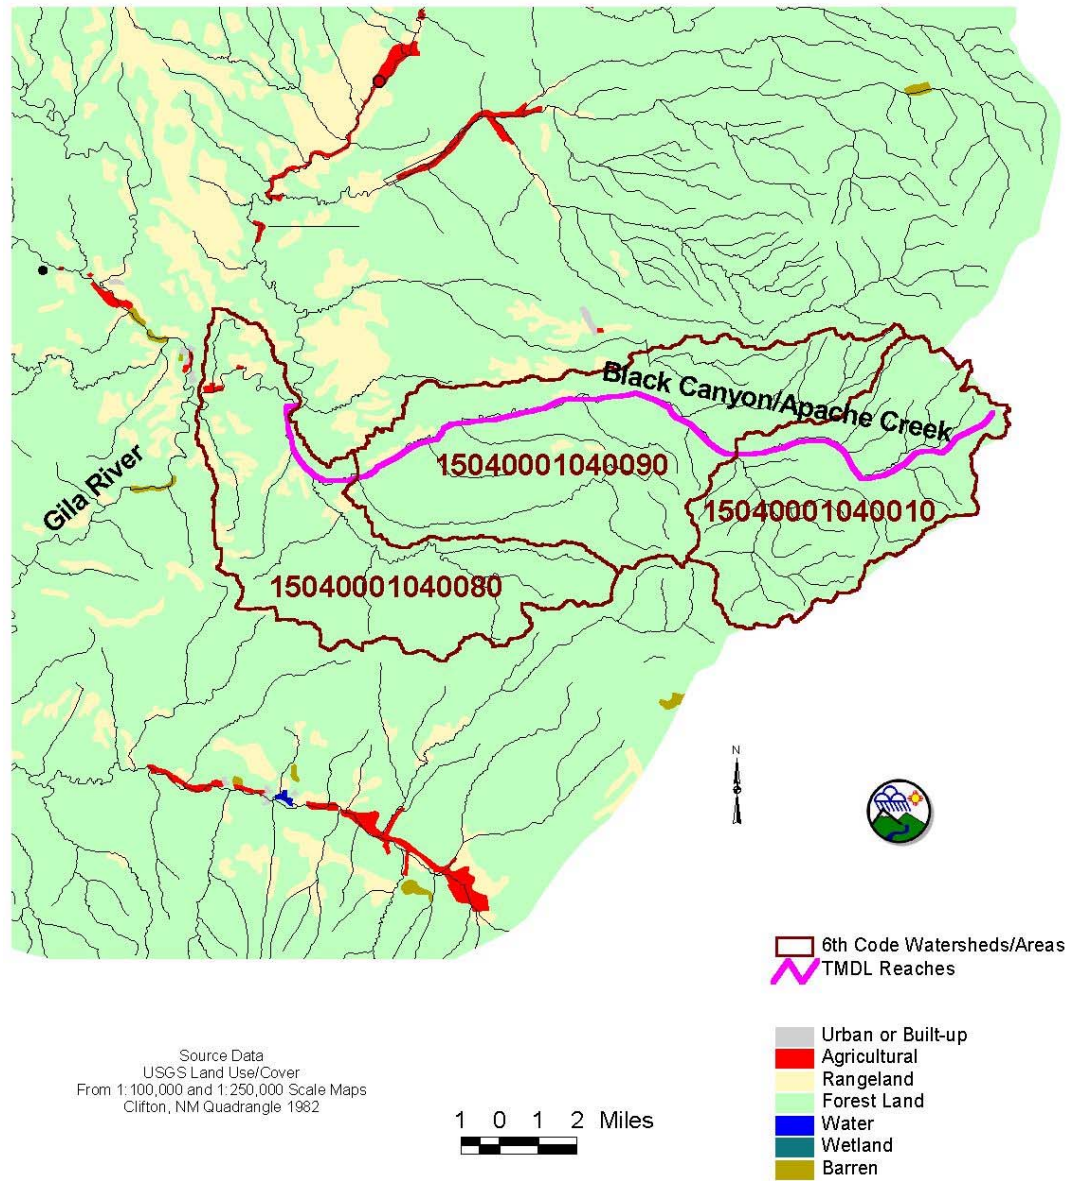 Black Canyon/Apache Creek
15040001040090
15040001040010
Gila River
15040001040080
N
6th Code Watersheds/Areas
TMDL Reaches
Urban or Built-up
Agricultural
Rangeland
Forest Land
Water
Wetland
Barren
Source Data
USGS Land Use/Cover
From 1:100,000 and 1:250,000 Scale Maps
Clifton, NM Quadrangle 1982
1 0 1 2 Miles